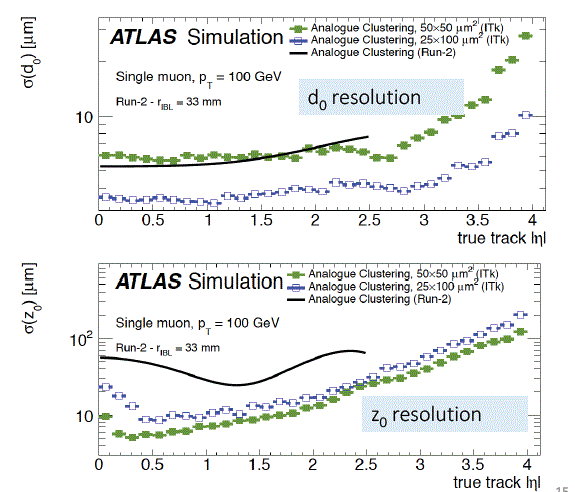 ATLAS Simulation
Analogue Clustering, 50×50 μm² (ITk)
Analogue Clustering, 25×100 μm² (ITk)
Analogue Clustering (Run-2)
Single muon, pT = 100 GeV
Run-2 - rIBL = 33 mm
d0 resolution
σ(d0) [μm]
10
0 0.5 1 1.5 2 2.5 3 3.5 4
true track |η|
ATLAS Simulation
Analogue Clustering, 50×50 μm² (ITk)
Analogue Clustering, 25×100 μm² (ITk)
Analogue Clustering (Run-2)
Single muon, pT = 100 GeV
Run-2 - rIBL = 33 mm
σ(z0) [μm]
10²
10
z0 resolution
0 0.5 1 1.5 2 2.5 3 3.5 4
true track |η|
15